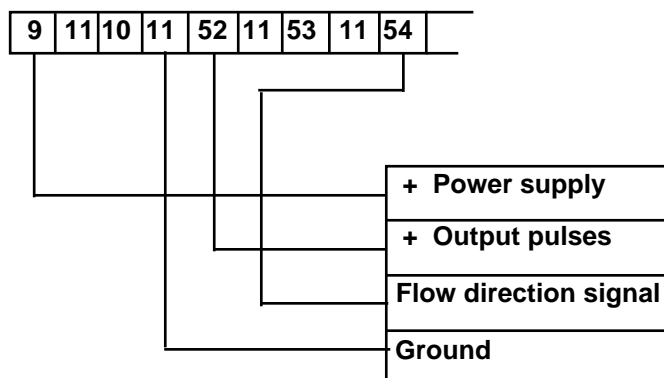 9 11 10 11 52 11 53 11 54
+ Power supply
+ Output pulses
Flow direction signal
Ground